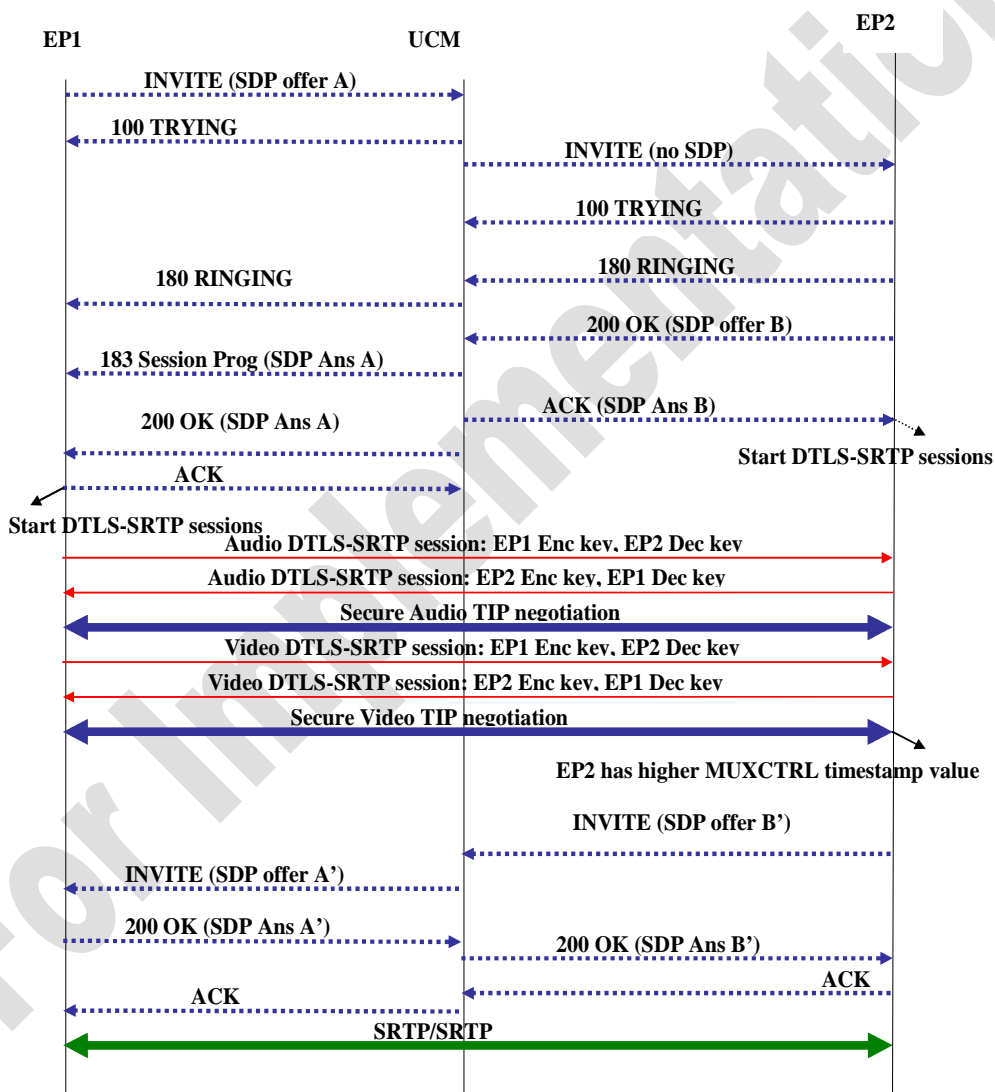 EP1
UCM
EP2
INVITE (SDP offer A)
100 TRYING
INVITE (no SDP)
100 TRYING
180 RINGING
180 RINGING
200 OK (SDP offer B)
183 Session Prog (SDP Ans A)
ACK (SDP Ans B)
200 OK (SDP Ans A)
Start DTLS-SRTP sessions
ACK
Start DTLS-SRTP sessions
Audio DTLS-SRTP session: EP1 Enc key, EP2 Dec key
Audio DTLS-SRTP session: EP2 Enc key, EP1 Dec key
Secure Audio TIP negotiation
Video DTLS-SRTP session: EP1 Enc key, EP2 Dec key
Video DTLS-SRTP session: EP2 Enc key, EP1 Dec key
Secure Video TIP negotiation
EP2 has higher MUXCTRL timestamp value
INVITE (SDP offer B’)
INVITE (SDP offer A’)
200 OK (SDP Ans A’)
200 OK (SDP Ans B’)
ACK
ACK
SRTP/SRTP
For Implementation